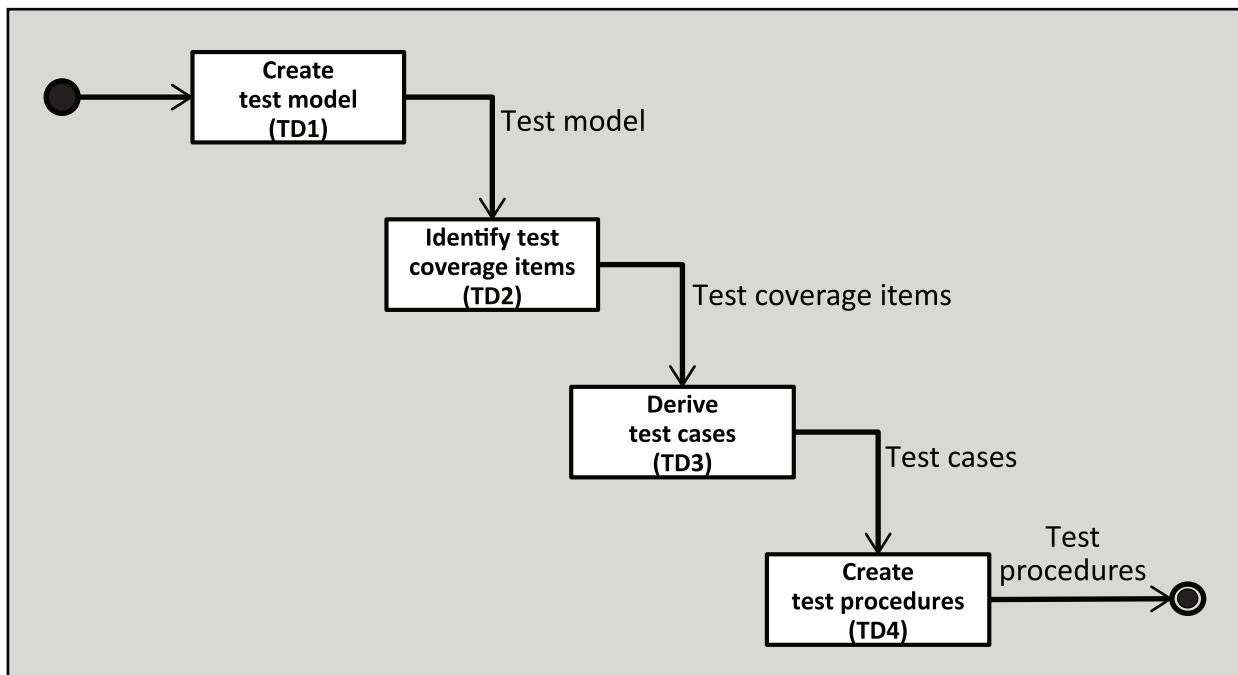 Create
test model
(TD1)
Test model
Identify test
coverage items
(TD2)
Test coverage items
Derive
test cases
(TD3)
Test cases
Create
test procedures
(TD4)
Test
procedures